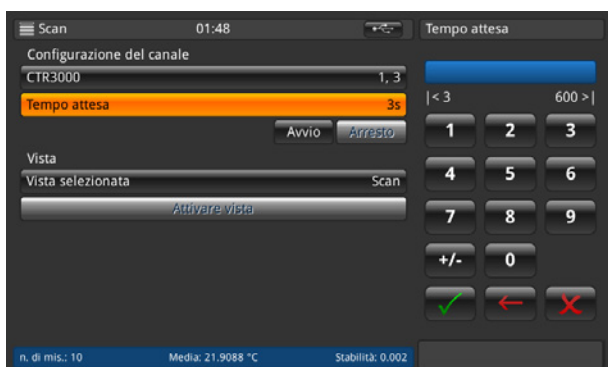 Scan 01:48 Tempo attesa
Configurazione del canale
CTR3000 1, 3
Tempo attesa 3s
|< 3 600 >|
Avvio Arresto
1 2 3
Vista
Vista selezionata Scan
4 5 6
Attivare vista
7 8 9
+/- 0
n. di mis.: 10 Media: 21.9088 °C Stabilità: 0.002